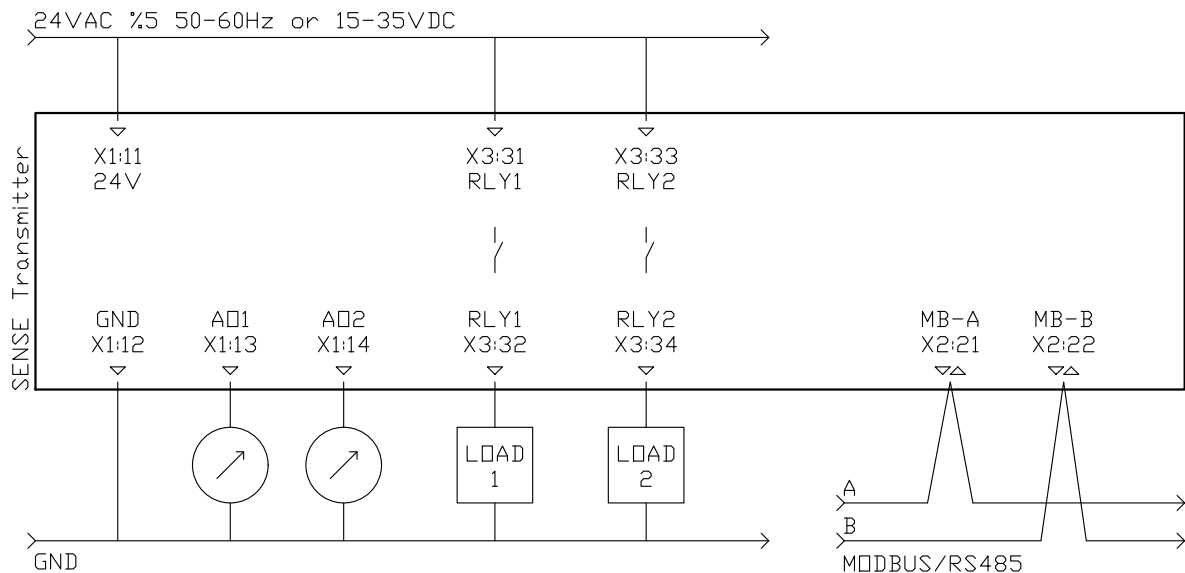 24VAC %5 50-60Hz or 15-35VDC
SENSE Transmitter
X1:11
24V
X3:31
RLY1
X3:33
RLY2
GND
X1:12
AO1
X1:13
AO2
X1:14
RLY1
X3:32
RLY2
X3:34
MB-A
X2:21
MB-B
X2:22
LOAD
1
LOAD
2
A
B
GND
MODBUS/RS485